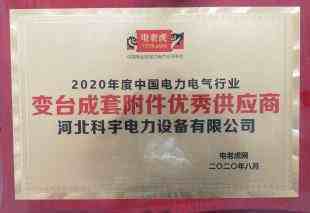 电老虎
2020年度中国电力电气行业
变台成套附件优秀供应商
河北科宇电力设备有限公司
电老虎网
二〇二〇年八月